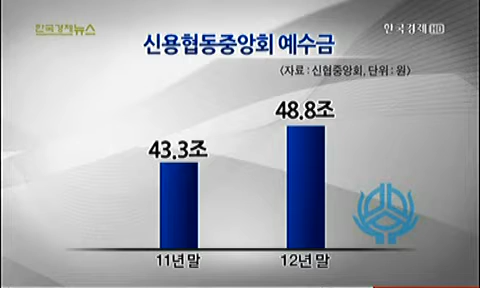 한국경제뉴스
한국경제 HD
신용협동중앙회 예수금
(자료 : 신협중앙회, 단위 : 원)
48.8조
43.3조
11년 말
12년 말